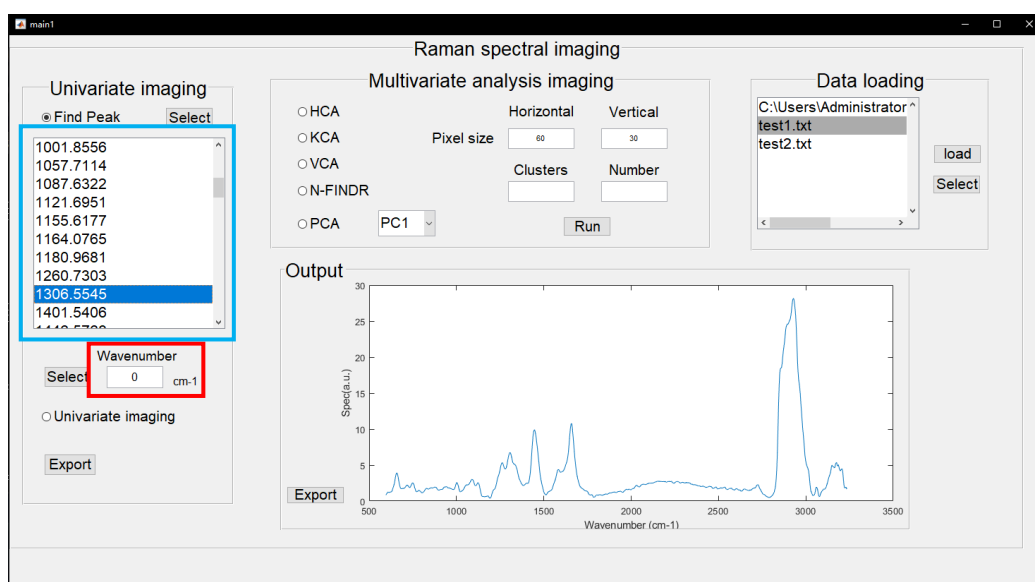 main1
Raman spectral imaging
Univariate imaging
Find Peak Select
1001.8556
1057.7114
1087.6322
1121.6951
1155.6177
1164.0765
1180.9681
1260.7303
1306.5545
1401.5406
Wavenumber
Select 0 cm-1
Univariate imaging
Export
Multivariate analysis imaging
HCA
KCA
VCA
N-FINDR
PCA PC1
Horizontal Vertical
Pixel size 60 30
Clusters Number
Run
Data loading
C:\Users\Administrator
test1.txt
test2.txt
load
Select
Output
30
25
20
15
10
5
0
Spec(a.u.)
500 1000 1500 2000 2500 3000 3500
Wavenumber (cm-1)
Export